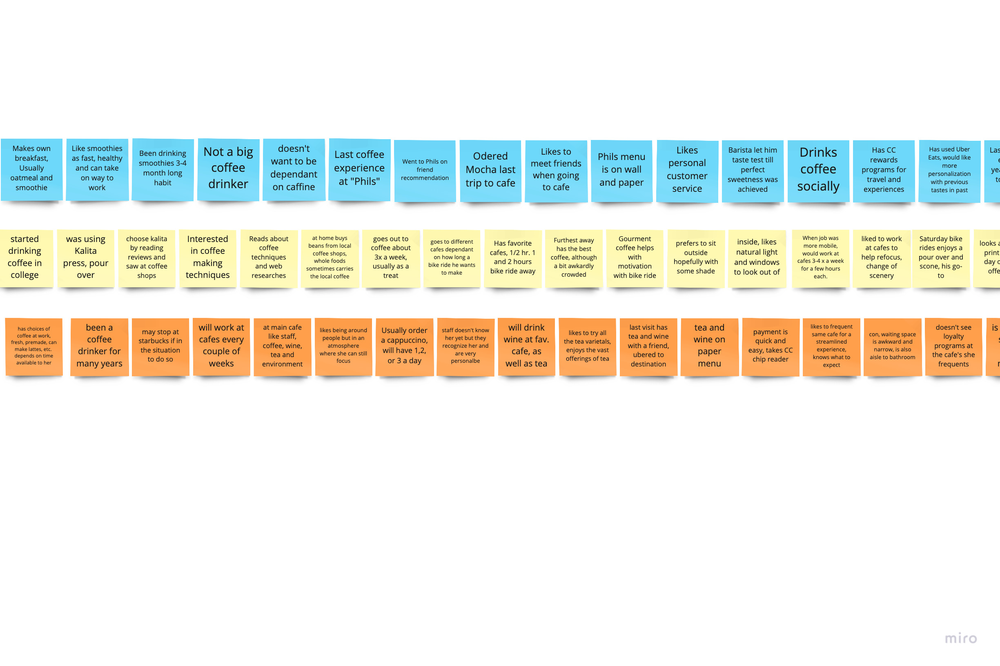 Makes own
breakfast,
Usually
oatmeal and
smoothie
Like smoothies
as fast, healthy
and can take
on way to
work
Been drinking
smoothies 3-4
month long
habit
Not a big
coffee
drinker
doesn't
want to be
dependant
on caffine
Last coffee
experience
at "Phils"
Went to Phils on
friend
recommendation
Odered
Mocha last
trip to cafe
Likes to
meet friends
when going
to cafe
Phils menu
is on wall
and paper
Likes
personal
customer
service
Barista let him
taste test till
perfect
sweetness was
achieved
Drinks
coffee
socially
Has CC
rewards
programs for
travel and
experiences
Has used Uber
Eats, would like
more
personalization
with previous
tastes in past
started
drinking
coffee in
college
was using
Kalita
press, pour
over
choose kalita
by reading
reviews and
saw at coffee
shops
Interested
in coffee
making
techniques
Reads about
coffee
techniques
and web
researches
at home buys
beans from local
coffee shops,
whole foods
sometimes carries
the local coffee
goes out to
coffee about
3x a week,
usually as a
treat
goes to different
cafes dependant
on how long a
bike ride he wants
to make
Has favorite
cafes, 1/2 hr. 1
and 2 hours
bike ride away
Furthest away
has the best
coffee, although
a bit awkardly
crowded
Gourment
coffee helps
with
motivation
with bike ride
prefers to sit
outside
hopefully with
some shade
inside, likes
natural light
and windows
to look out of
When job was
more mobile,
would work at
cafes 3-4 x a week
for a few hours
each.
liked to work
at cafes to
help refocus,
change of
scenery
Saturday bike
rides enjoys a
pour over and
scone, his go-
to
looks
print
day
has choices of
coffee at work,
fresh, premade, can
make lattes, etc.
depends on time
available to her
been a
coffee
drinker for
many years
may stop at
starbucks if in
the situation
to do so
will work at
cafes every
couple of
weeks
at main cafe
like staff,
coffee, wine,
tea and
environment
likes being around
people but in an
atmosphere
where she can still
focus
Usually order
a cappuccino,
will have 1,2,
or 3 a day
staff doesn't know
her yet but they
recognize her and
are very
personalbe
will drink
wine at fav.
cafe, as
well as tea
likes to try all
the tea varietals,
enjoys the vast
offerings of tea
last visit has
tea and wine
with a friend,
ubered to
destination
tea and
wine on
paper
menu
payment is
quick and
easy, takes CC
chip reader
likes to frequent
same cafe for a
streamlined
experience,
knows what to
expect
con, waiting space
is awkward and
narrow, is also
aisle to bathroom
doesn't see
loyalty
programs at
the cafe's she
frequents
is
miro